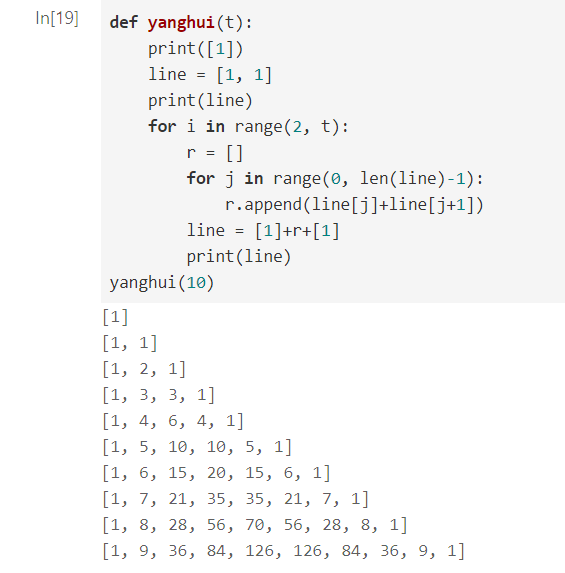 In[19]
def yanghui(t):
    print([1])
    line = [1, 1]
    print(line)
    for i in range(2, t):
        r = []
        for j in range(0, len(line)-1):
            r.append(line[j]+line[j+1])
        line = [1]+r+[1]
        print(line)
yanghui(10)
[1]
[1, 1]
[1, 2, 1]
[1, 3, 3, 1]
[1, 4, 6, 4, 1]
[1, 5, 10, 10, 5, 1]
[1, 6, 15, 20, 15, 6, 1]
[1, 7, 21, 35, 35, 21, 7, 1]
[1, 8, 28, 56, 70, 56, 28, 8, 1]
[1, 9, 36, 84, 126, 126, 84, 36, 9, 1]